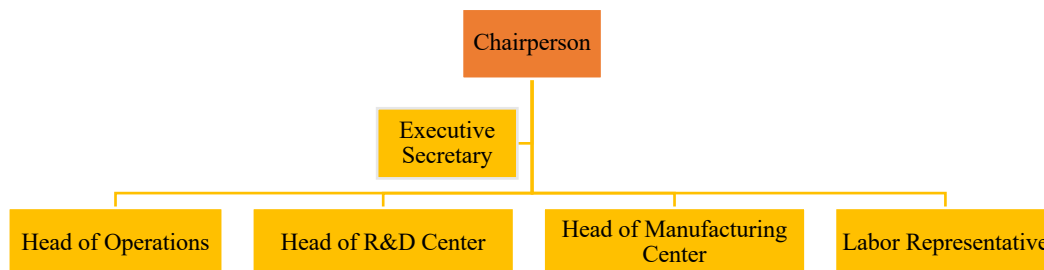 Chairperson
Executive
Secretary
Head of Operations
Head of R&D Center
Head of Manufacturing
Center
Labor Representative